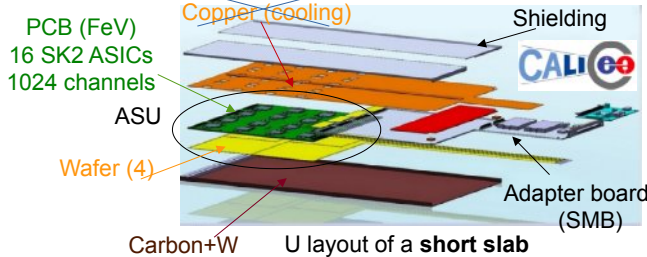 Copper (cooling)
Shielding
PCB (FeV)
16 SK2 ASICs
1024 channels
CALICE
ASU
Wafer (4)
Adapter board
(SMB)
Carbon+W
U layout of a short slab